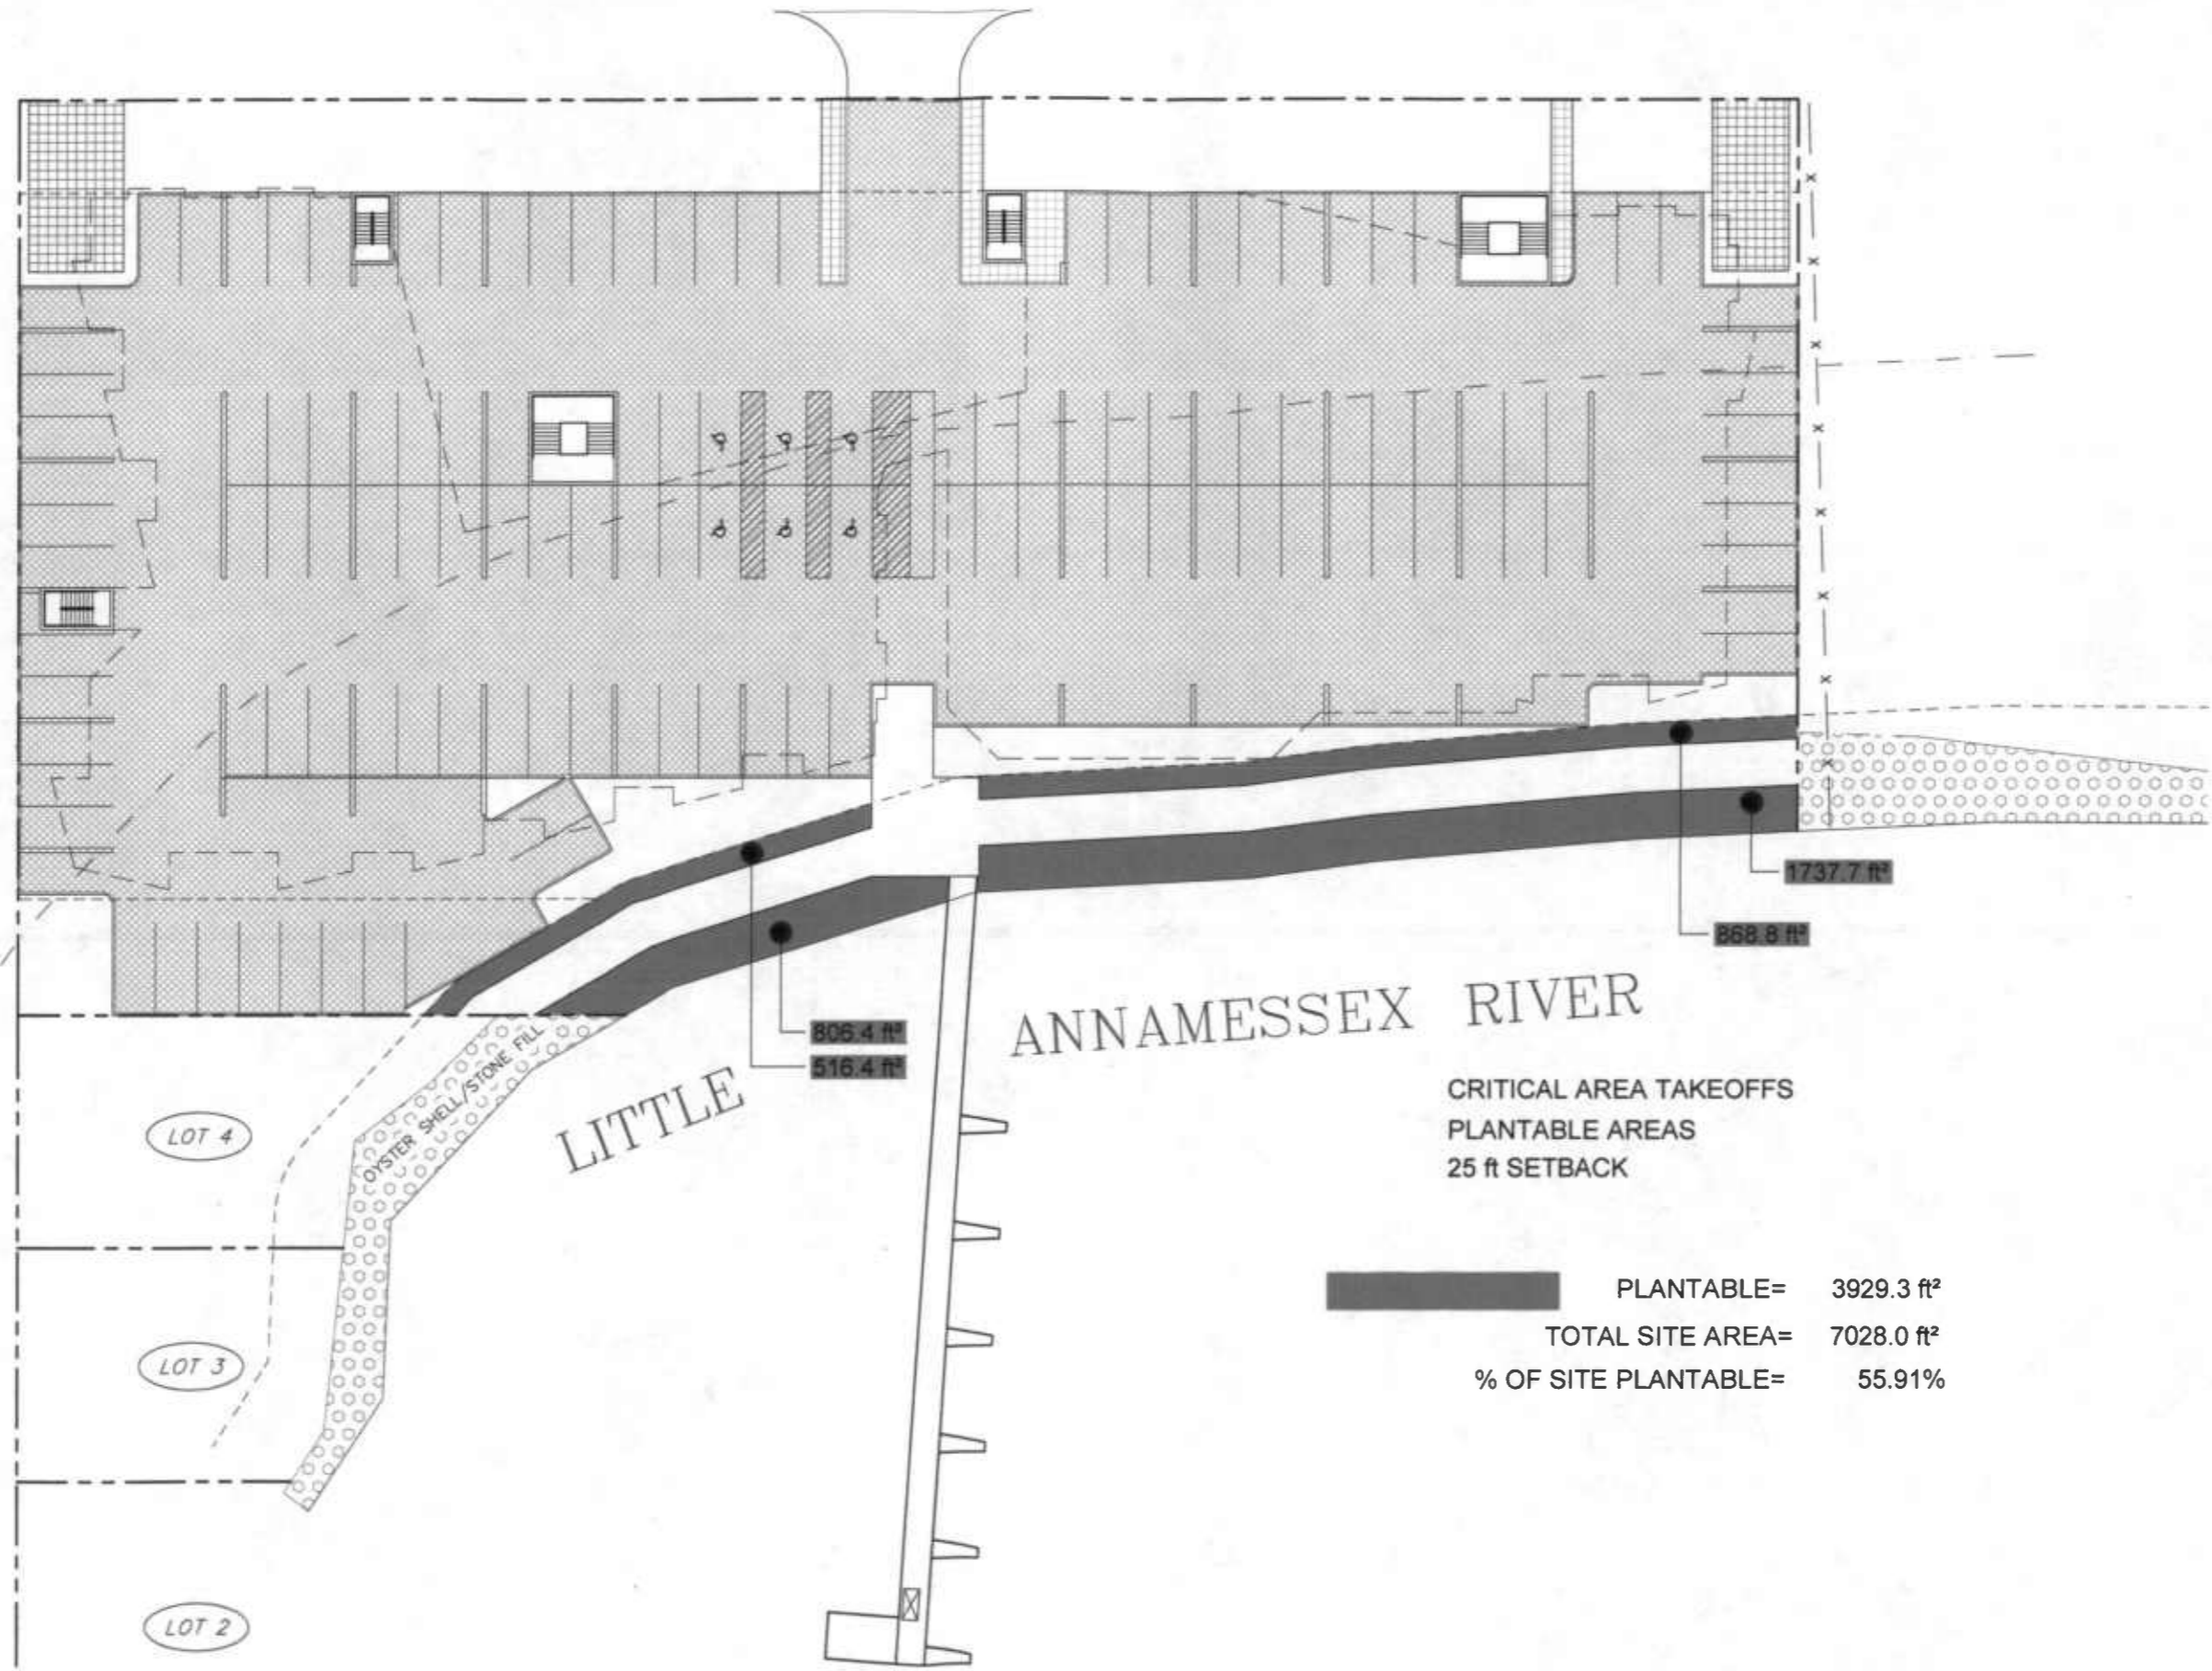 1737.7 ft²
868.8 ft²
806.4 ft²
516.4 ft²
LITTLE ANNAMESSEX RIVER
OYSTER SHELL/STONE FILL
CRITICAL AREA TAKEOFFS
PLANTABLE AREAS
25 ft SETBACK
LOT 4
PLANTABLE= 3929.3 ft²
TOTAL SITE AREA= 7028.0 ft²
% OF SITE PLANTABLE= 55.91%
LOT 3
LOT 2